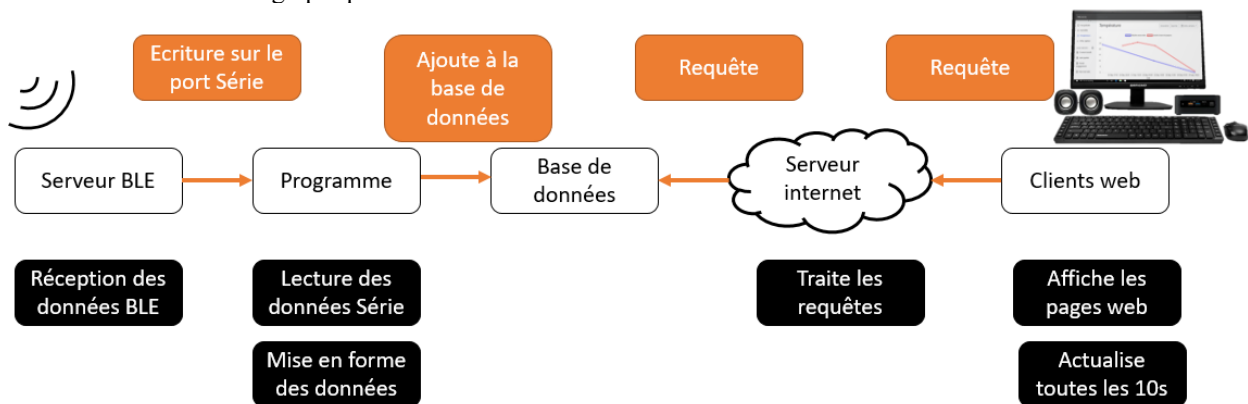 Ecriture sur le
port Série
Ajoute à la
base de
données
Requête
Requête
Serveur BLE
Programme
Base de
données
Serveur
internet
Clients web
Réception des
données BLE
Lecture des
données Série
Traite les
requêtes
Affiche les
pages web
Mise en forme
des données
Actualise
toutes les 10s